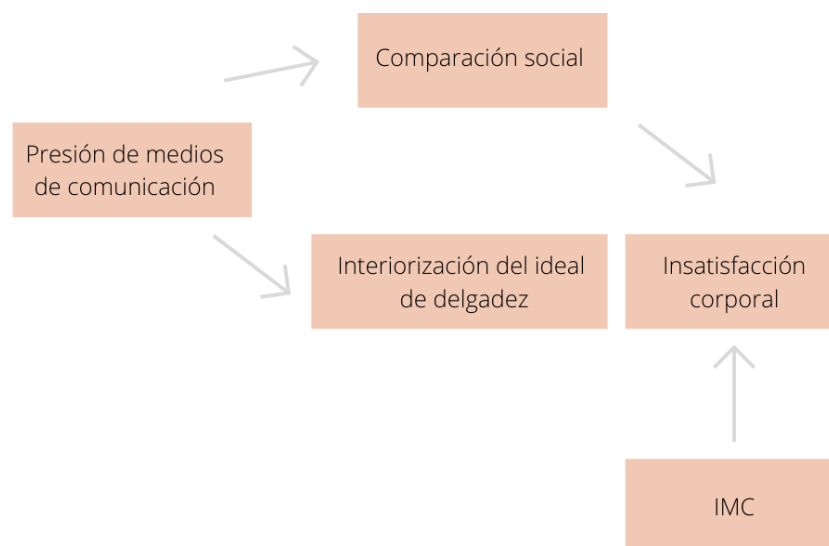 Comparación social
Presión de medios
de comunicación
Interiorización del ideal
de delgadez
Insatisfacción
corporal
IMC